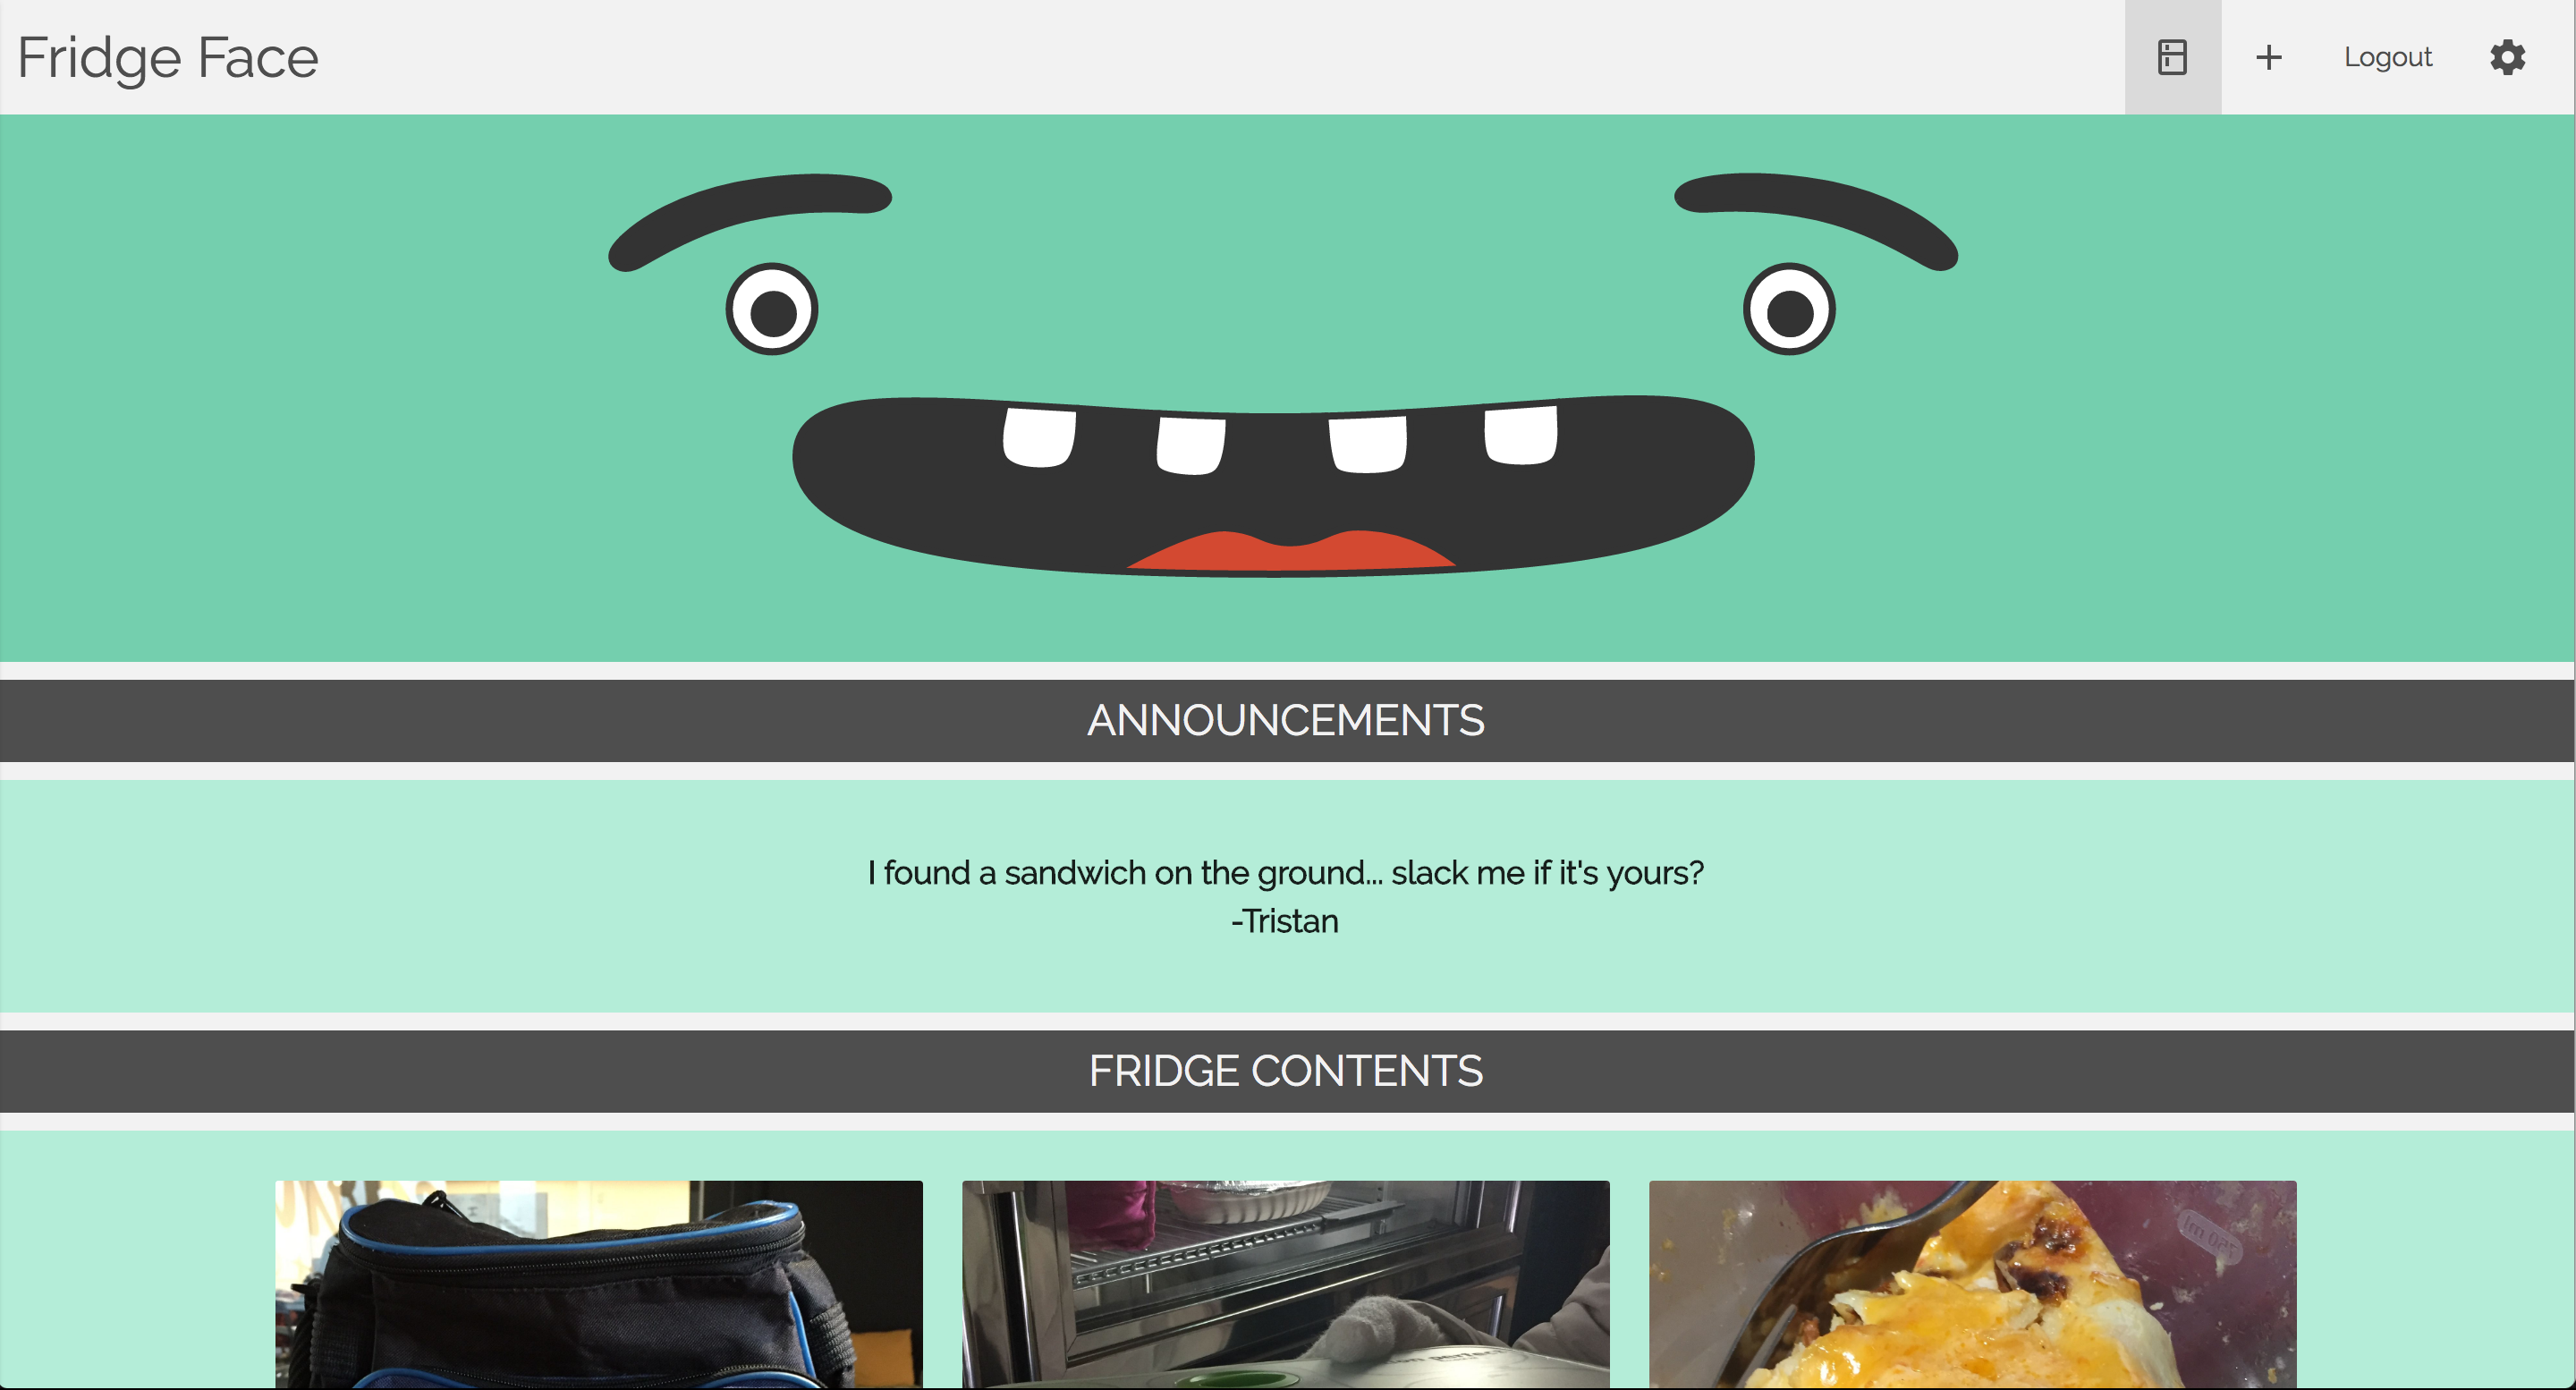 Fridge Face
Logout
ANNOUNCEMENTS
I found a sandwich on the ground... slack me if it's yours?
-Tristan
FRIDGE CONTENTS